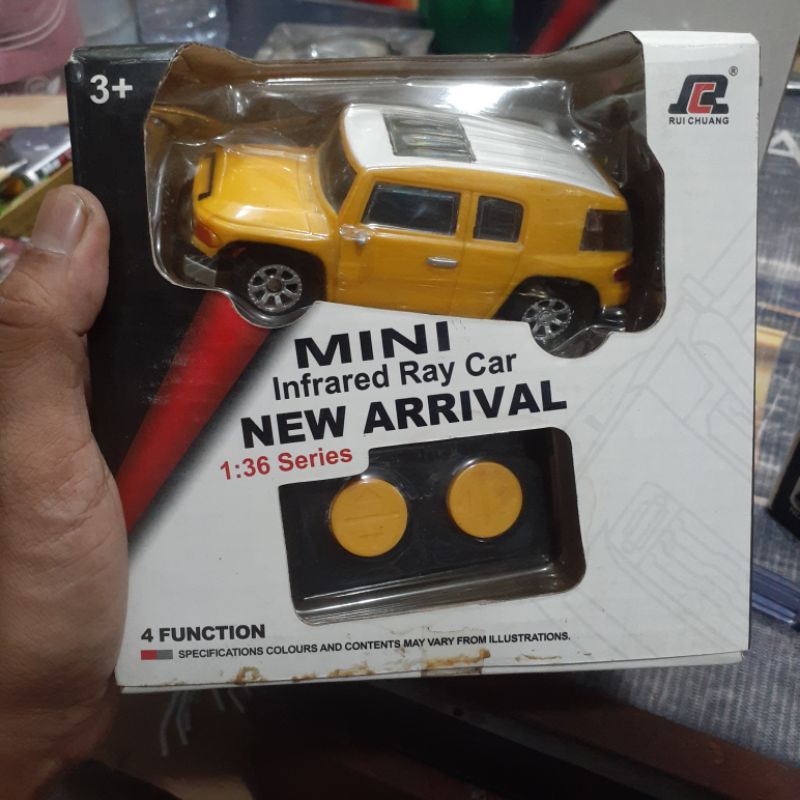 3+
RC®
RUI CHUANG
MINI
Infrared Ray Car
NEW ARRIVAL
1:36 Series
4 FUNCTION
SPECIFICATIONS COLOURS AND CONTENTS MAY VARY FROM ILLUSTRATIONS.